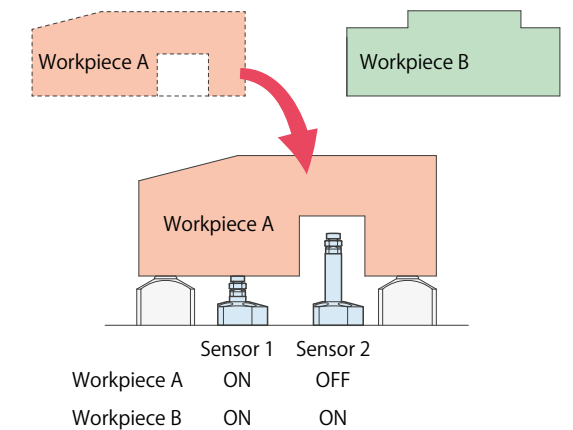 Workpiece A
Workpiece B
Workpiece A
Sensor 1 Sensor 2
Workpiece A ON OFF
Workpiece B ON ON